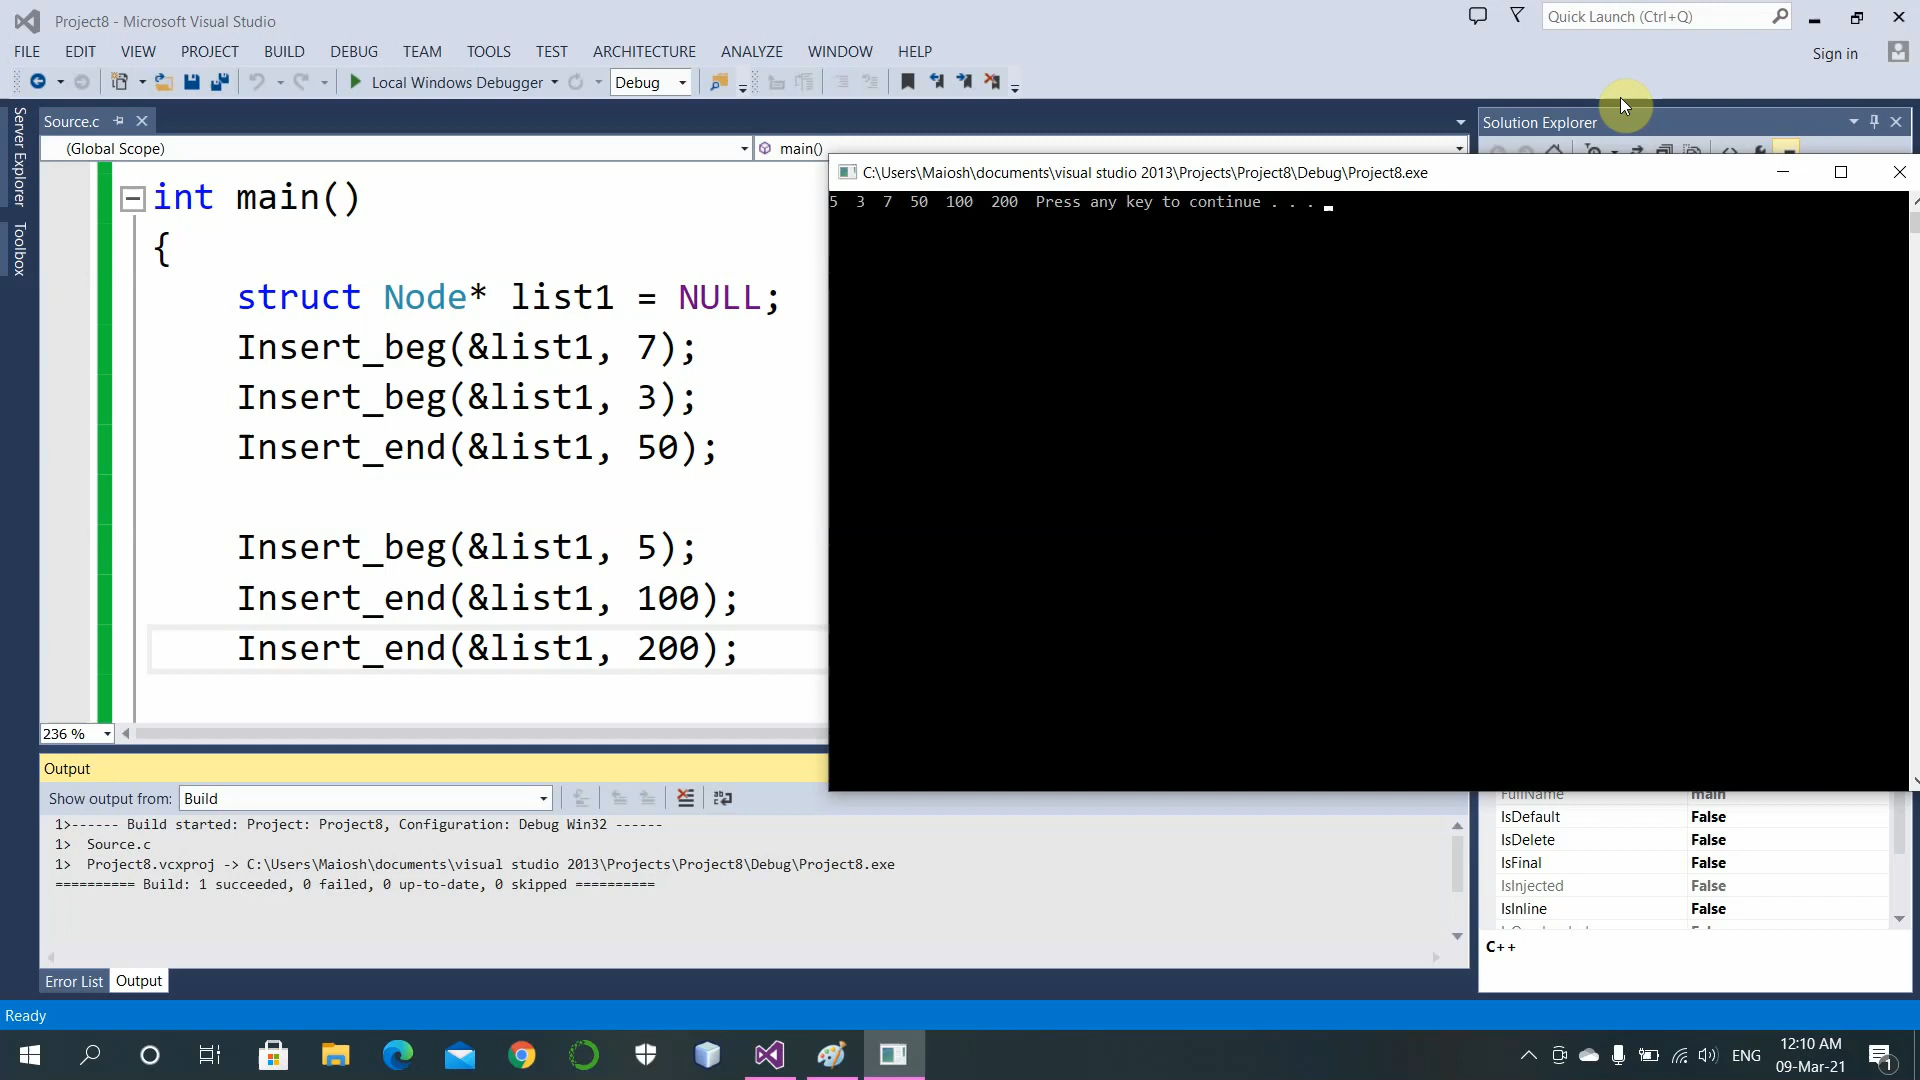 Project8 - Microsoft Visual Studio
Quick Launch (Ctrl+Q)
FILE EDIT VIEW PROJECT BUILD DEBUG TEAM TOOLS TEST ARCHITECTURE ANALYZE WINDOW HELP
Sign in
Local Windows Debugger
Debug
Server Explorer
Toolbox
Source.c
Solution Explorer
(Global Scope)
main()
int main()
{
struct Node* list1 = NULL;
Insert_beg(&list1, 7);
Insert_beg(&list1, 3);
Insert_end(&list1, 50);
Insert_beg(&list1, 5);
Insert_end(&list1, 100);
Insert_end(&list1, 200);
236 %
C:\Users\Maiosh\documents\visual studio 2013\Projects\Project8\Debug\Project8.exe
5 3 7 50 100 200 Press any key to continue . . .
Output
Show output from: Build
1>------ Build started: Project: Project8, Configuration: Debug Win32 ------
1> Source.c
1> Project8.vcxproj -> C:\Users\Maiosh\documents\visual studio 2013\Projects\Project8\Debug\Project8.exe
========== Build: 1 succeeded, 0 failed, 0 up-to-date, 0 skipped ==========
FullName main
IsDefault False
IsDelete False
IsFinal False
IsInjected False
IsInline False
C++
Error List Output
Ready
ENG
12:10 AM
09-Mar-21
1